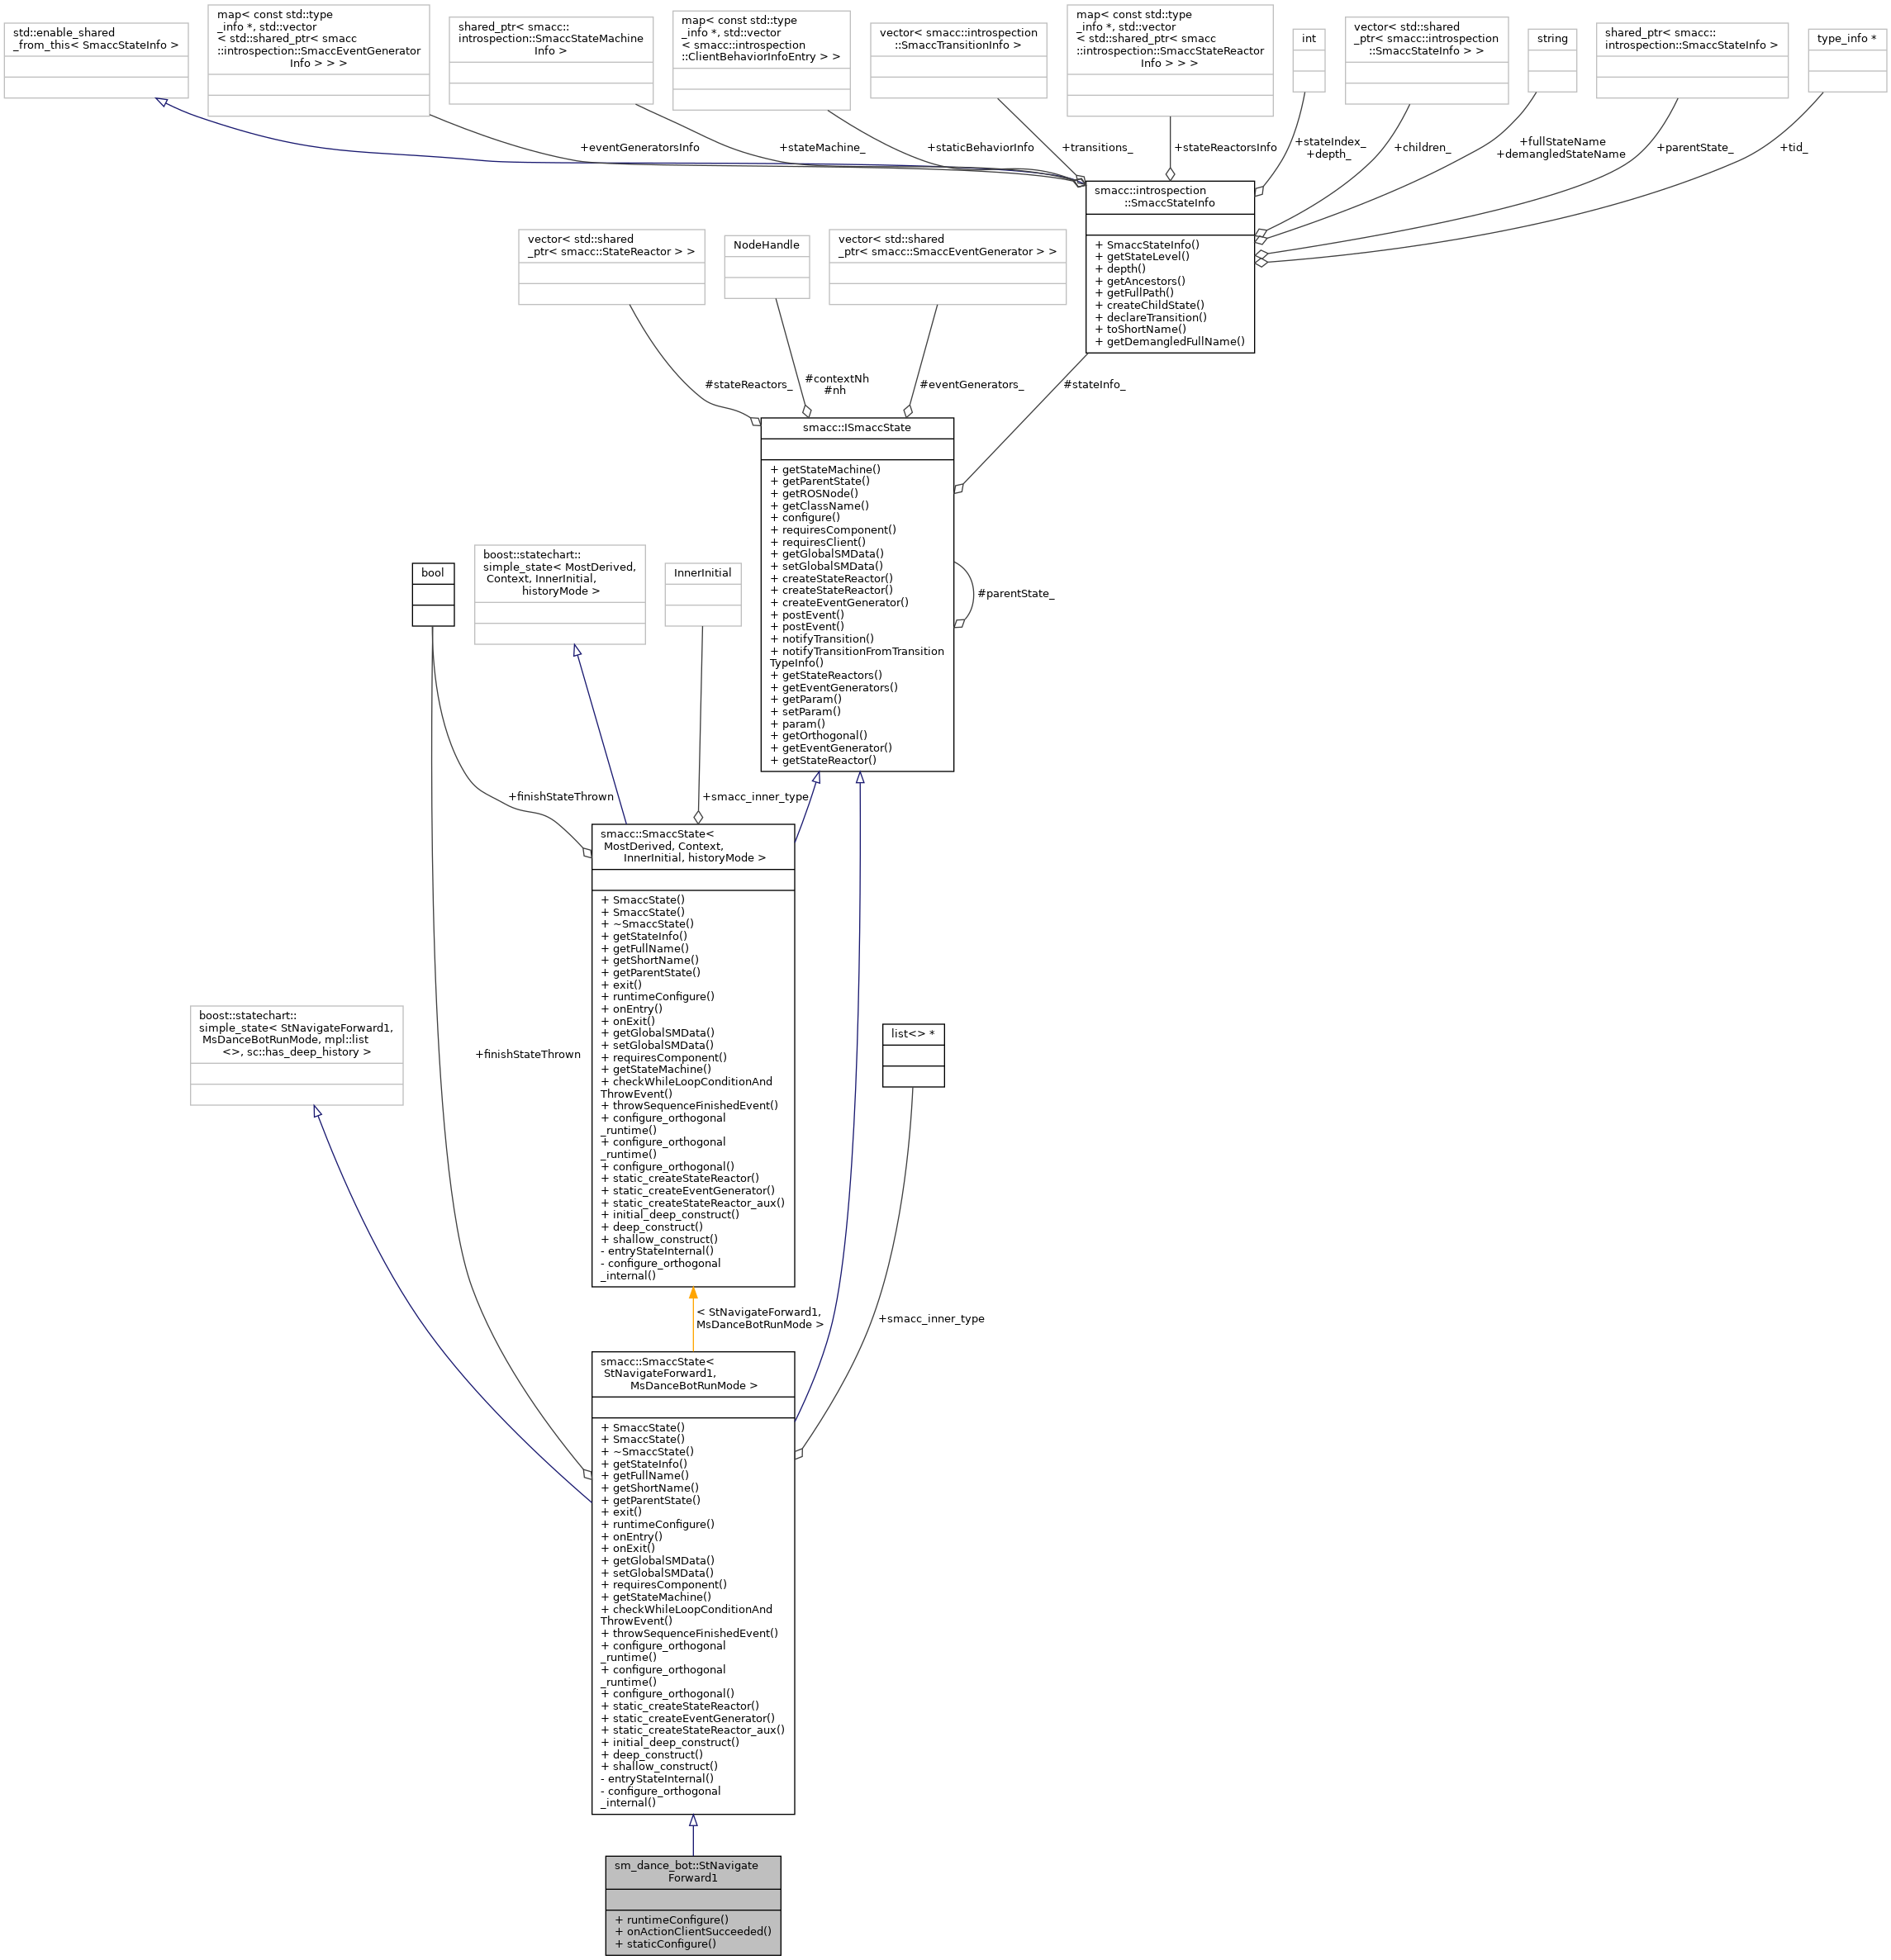 std::enable_shared
_from_this< SmaccStateInfo >
map< const std::type
_info *, std::vector
< std::shared_ptr< smacc
::introspection::SmaccEventGenerator
Info > > >
shared_ptr< smacc::
introspection::SmaccStateMachine
Info >
map< const std::type
_info *, std::vector
< smacc::introspection
::ClientBehaviorInfoEntry > >
vector< smacc::introspection
::SmaccTransitionInfo >
map< const std::type
_info *, std::vector
< std::shared_ptr< smacc
::introspection::SmaccStateReactor
Info > > >
int
vector< std::shared
_ptr< smacc::introspection
::SmaccStateInfo > >
string
shared_ptr< smacc::
introspection::SmaccStateInfo >
type_info *
+eventGeneratorsInfo
+stateMachine_
+staticBehaviorInfo
+transitions_
+stateReactorsInfo
+stateIndex_
+depth_
+children_
+fullStateName
+demangledStateName
+parentState_
+tid_
smacc::introspection
::SmaccStateInfo
+ SmaccStateInfo()
+ getStateLevel()
+ depth()
+ getAncestors()
+ getFullPath()
+ createChildState()
+ declareTransition()
+ toShortName()
+ getDemangledFullName()
vector< std::shared
_ptr< smacc::StateReactor > >
NodeHandle
vector< std::shared
_ptr< smacc::SmaccEventGenerator > >
#stateReactors_
#contextNh
#nh
#eventGenerators_
#stateInfo_
smacc::ISmaccState
+ getStateMachine()
+ getParentState()
+ getROSNode()
+ getClassName()
+ configure()
+ requiresComponent()
+ requiresClient()
+ getGlobalSMData()
+ setGlobalSMData()
+ createStateReactor()
+ createStateReactor()
+ createEventGenerator()
+ postEvent()
+ postEvent()
+ notifyTransition()
+ notifyTransitionFromTransition
TypeInfo()
+ getStateReactors()
+ getEventGenerators()
+ getParam()
+ setParam()
+ param()
+ getOrthogonal()
+ getEventGenerator()
+ getStateReactor()
#parentState_
bool
boost::statechart::
simple_state< MostDerived,
Context, InnerInitial,
historyMode >
InnerInitial
+finishStateThrown
+smacc_inner_type
smacc::SmaccState<
MostDerived, Context,
InnerInitial, historyMode >
+ SmaccState()
+ SmaccState()
+ ~SmaccState()
+ getStateInfo()
+ getFullName()
+ getShortName()
+ getParentState()
+ exit()
+ runtimeConfigure()
+ onEntry()
+ onExit()
+ getGlobalSMData()
+ setGlobalSMData()
+ requiresComponent()
+ getStateMachine()
+ checkWhileLoopConditionAnd
ThrowEvent()
+ throwSequenceFinishedEvent()
+ configure_orthogonal
_runtime()
+ configure_orthogonal
_runtime()
+ configure_orthogonal()
+ static_createStateReactor()
+ static_createEventGenerator()
+ static_createStateReactor_aux()
+ initial_deep_construct()
+ deep_construct()
+ shallow_construct()
- entryStateInternal()
- configure_orthogonal
_internal()
boost::statechart::
simple_state< StNavigateForward1,
MsDanceBotRunMode, mpl::list
<>, sc::has_deep_history >
+finishStateThrown
list<> *
< StNavigateForward1,
MsDanceBotRunMode >
+smacc_inner_type
smacc::SmaccState<
StNavigateForward1,
MsDanceBotRunMode >
+ SmaccState()
+ SmaccState()
+ ~SmaccState()
+ getStateInfo()
+ getFullName()
+ getShortName()
+ getParentState()
+ exit()
+ runtimeConfigure()
+ onEntry()
+ onExit()
+ getGlobalSMData()
+ setGlobalSMData()
+ requiresComponent()
+ getStateMachine()
+ checkWhileLoopConditionAnd
ThrowEvent()
+ throwSequenceFinishedEvent()
+ configure_orthogonal
_runtime()
+ configure_orthogonal
_runtime()
+ configure_orthogonal()
+ static_createStateReactor()
+ static_createEventGenerator()
+ static_createStateReactor_aux()
+ initial_deep_construct()
+ deep_construct()
+ shallow_construct()
- entryStateInternal()
- configure_orthogonal
_internal()
sm_dance_bot::StNavigate
Forward1
+ runtimeConfigure()
+ onActionClientSucceeded()
+ staticConfigure()